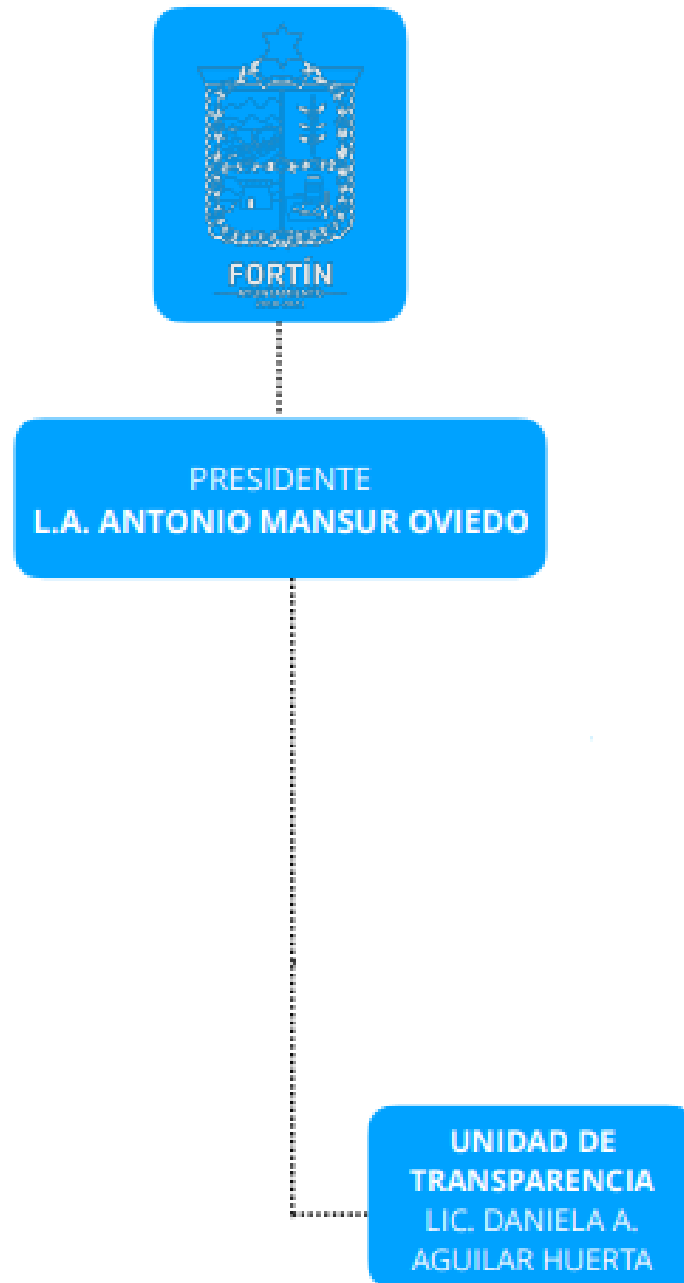 FORTÍN
PRESIDENTE
L.A. ANTONIO MANSUR OVIEDO
UNIDAD DE
TRANSPARENCIA
LIC. DANIELA A.
AGUILAR HUERTA